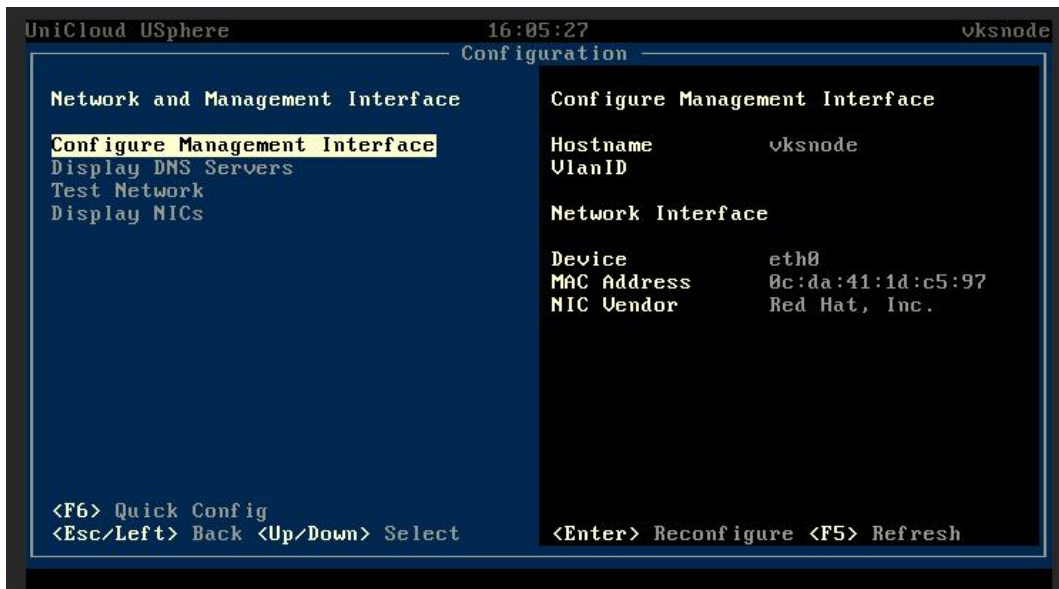 UniCloud USphere 16:05:27 vksnode
Configuration
Network and Management Interface
Configure Management Interface
Display DNS Servers
Test Network
Display NICs
<F6> Quick Config
<Esc/Left> Back <Up/Down> Select
Configure Management Interface
Hostname vksnode
VlanID
Network Interface
Device eth0
MAC Address 0c:da:41:1d:c5:97
NIC Vendor Red Hat, Inc.
<Enter> Reconfigure <F5> Refresh